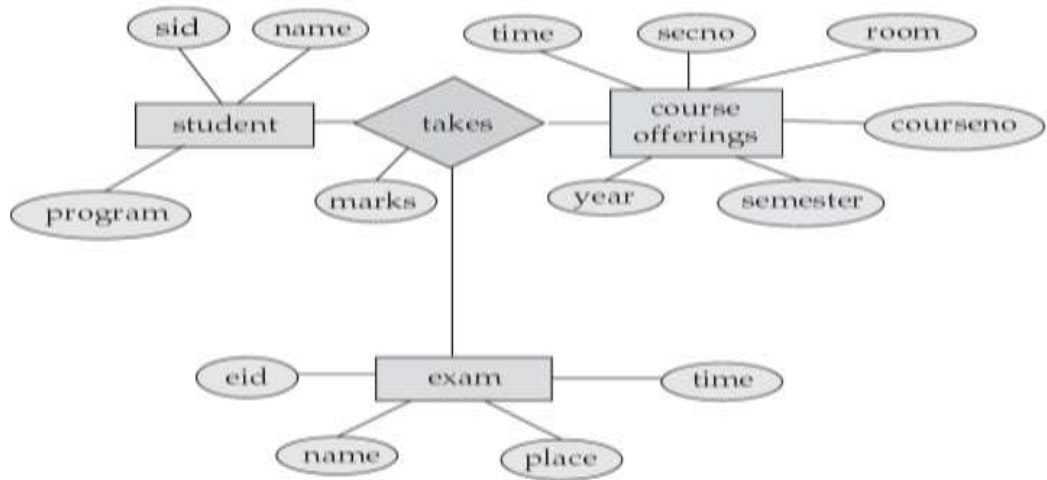 sid
name
time
secno
room
student
takes
course
offerings
courseno
program
marks
year
semester
eid
exam
time
name
place